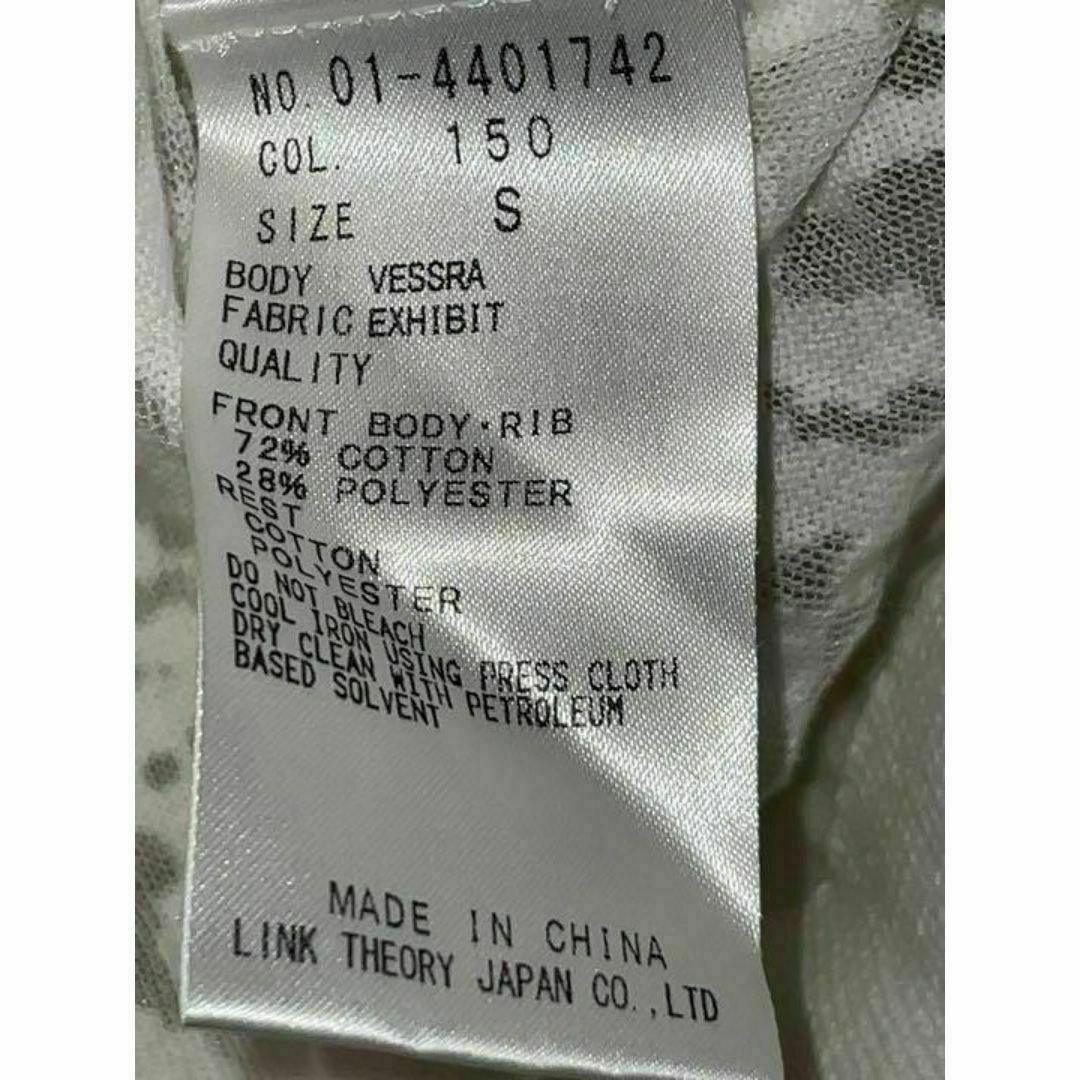 NO. 01-4401742
COL. 150
SIZE S
BODY VESSRA
FABRIC EXHIBIT
QUALITY
FRONT BODY・RIB
72% COTTON
28% POLYESTER
REST
COTTON
POLYESTER
DO NOT BLEACH
COOL IRON USING PRESS CLOTH
DRY CLEAN WITH PETROLEUM
BASED SOLVENT
MADE IN CHINA
LINK THEORY JAPAN CO.,LTD